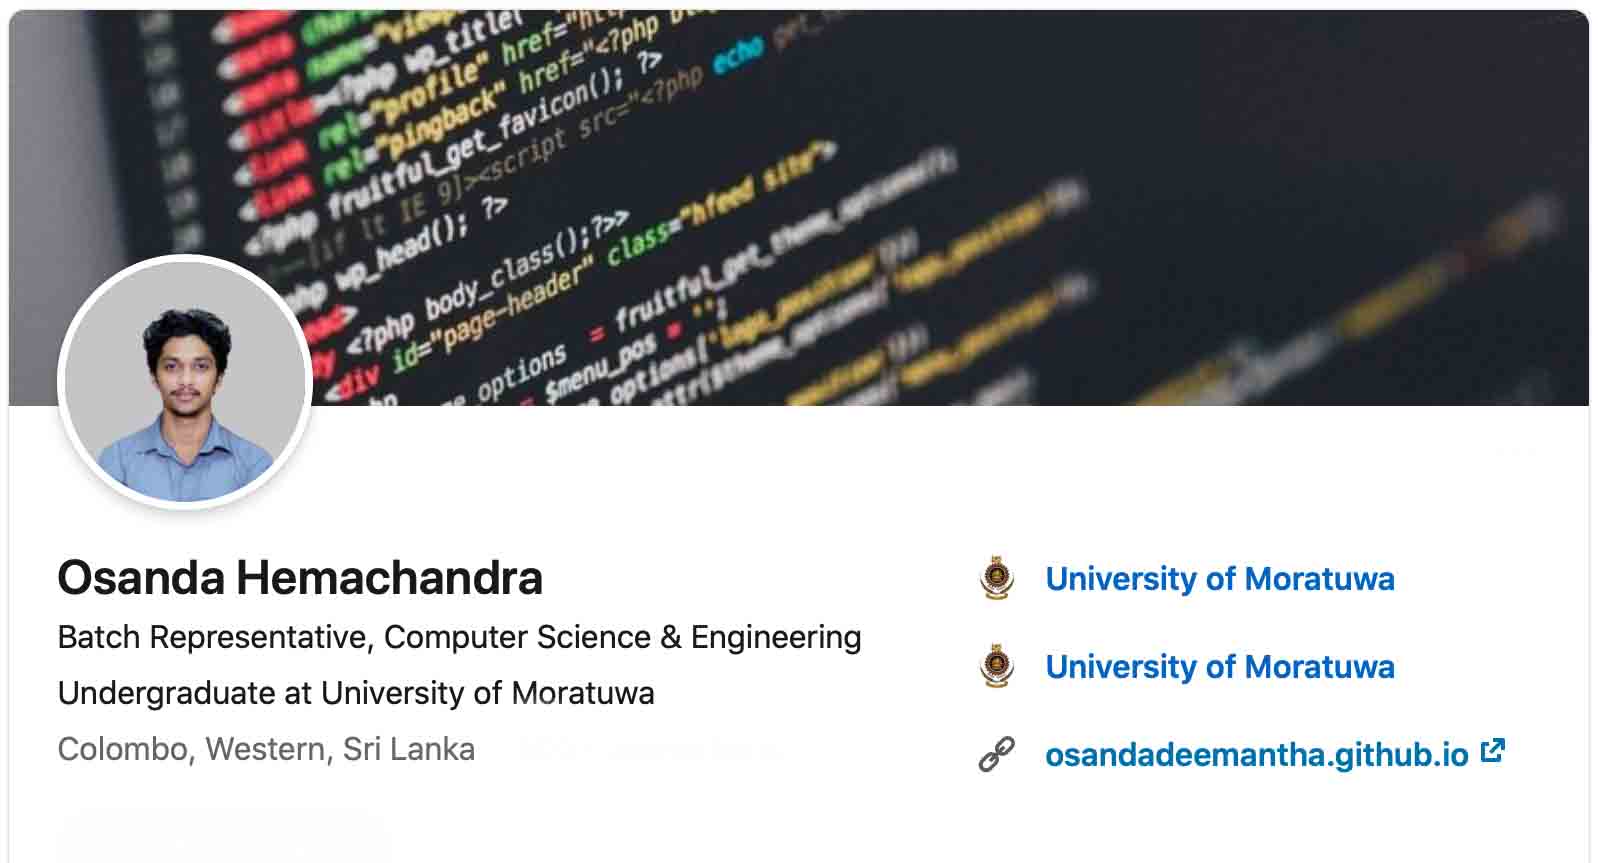 wp_title(
rel="profile" href="http
rel="pingback" href="<?php
<?php fruitful_get_favicon(); ?>
<!--[if lt IE 9]><script src="<?php echo get_
<?php wp_head(); ?>
<?php body_class();?>>
<div id="page-header" class="hfeed site">
options = fruitful_get_theme_options();
$menu_pos = '';
options['logo_position']
Osanda Hemachandra
Batch Representative, Computer Science & Engineering
Undergraduate at University of Moratuwa
Colombo, Western, Sri Lanka
University of Moratuwa
University of Moratuwa
osandadeemantha.github.io